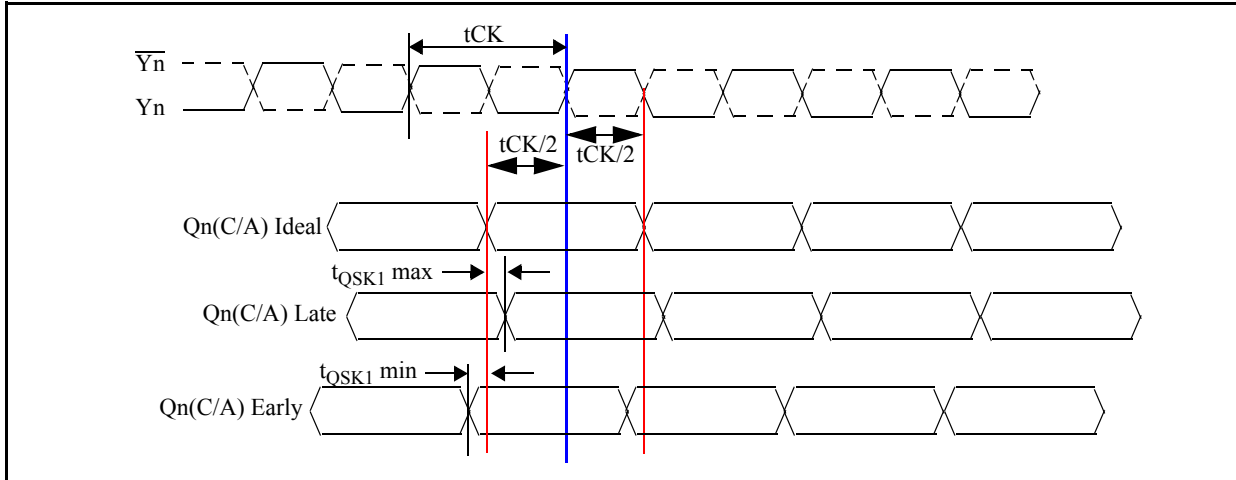 tCK
Yn
Yn
tCK/2
tCK/2
Qn(C/A) Ideal
tQSK1 max
Qn(C/A) Late
tQSK1 min
Qn(C/A) Early